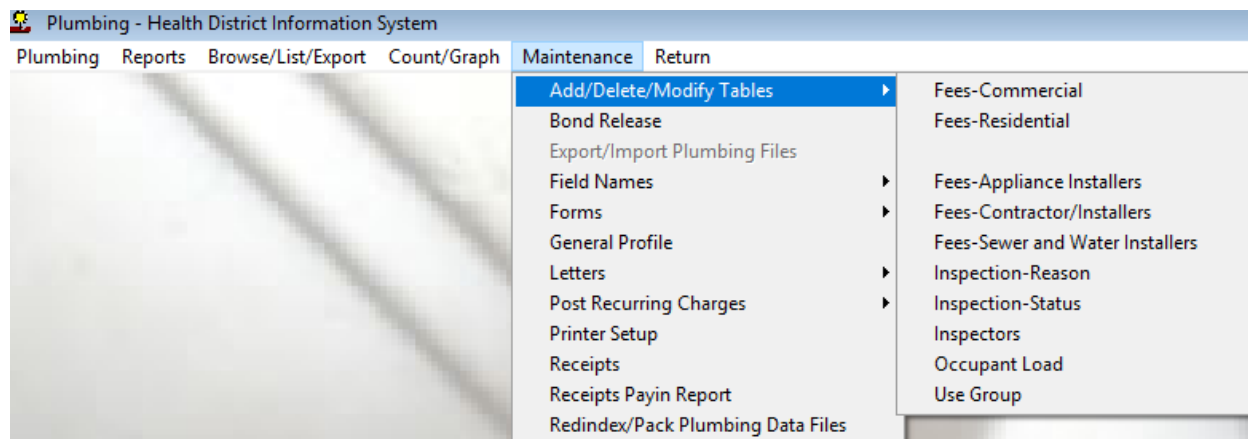 Plumbing - Health District Information System
Plumbing Reports Browse/List/Export Count/Graph Maintenance Return
Add/Delete/Modify Tables
Bond Release
Export/Import Plumbing Files
Field Names
Forms
General Profile
Letters
Post Recurring Charges
Printer Setup
Receipts
Receipts Payin Report
Redindex/Pack Plumbing Data Files
Fees-Commercial
Fees-Residential
Fees-Appliance Installers
Fees-Contractor/Installers
Fees-Sewer and Water Installers
Inspection-Reason
Inspection-Status
Inspectors
Occupant Load
Use Group